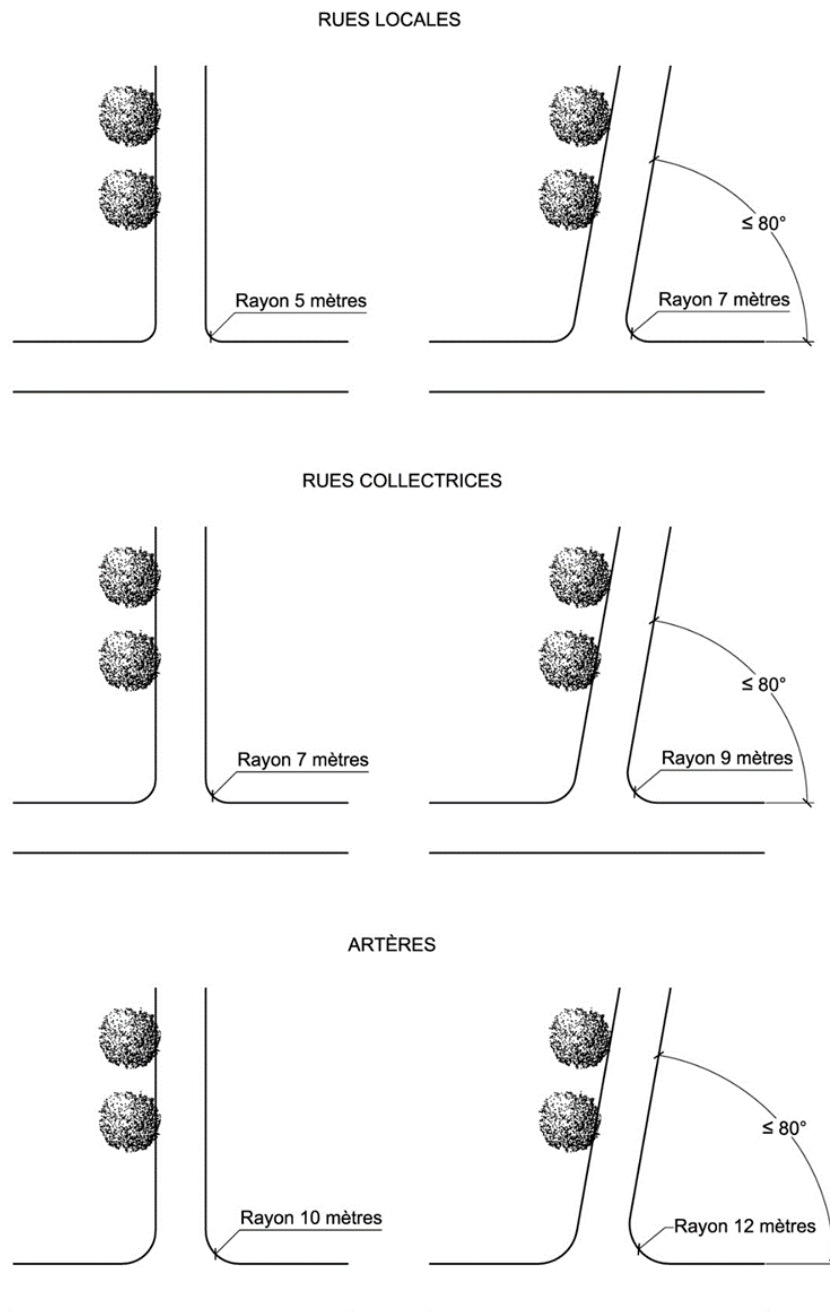 RUES LOCALES
≤ 80°
Rayon 5 mètres
Rayon 7 mètres
RUES COLLECTRICES
≤ 80°
Rayon 7 mètres
Rayon 9 mètres
ARTÈRES
≤ 80°
Rayon 10 mètres
Rayon 12 mètres